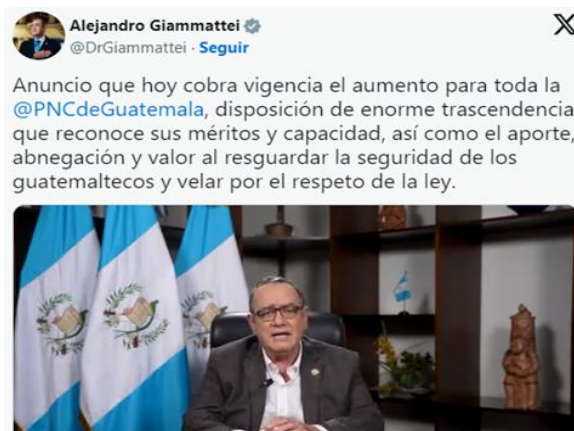 Alejandro Giammattei
@DrGiammattei · Seguir
Anuncio que hoy cobra vigencia el aumento para toda la
@PNCdeGuatemala, disposición de enorme trascendencia
que reconoce sus méritos y capacidad, así como el aporte,
abnegación y valor al resguardar la seguridad de los
guatemaltecos y velar por el respeto de la ley.